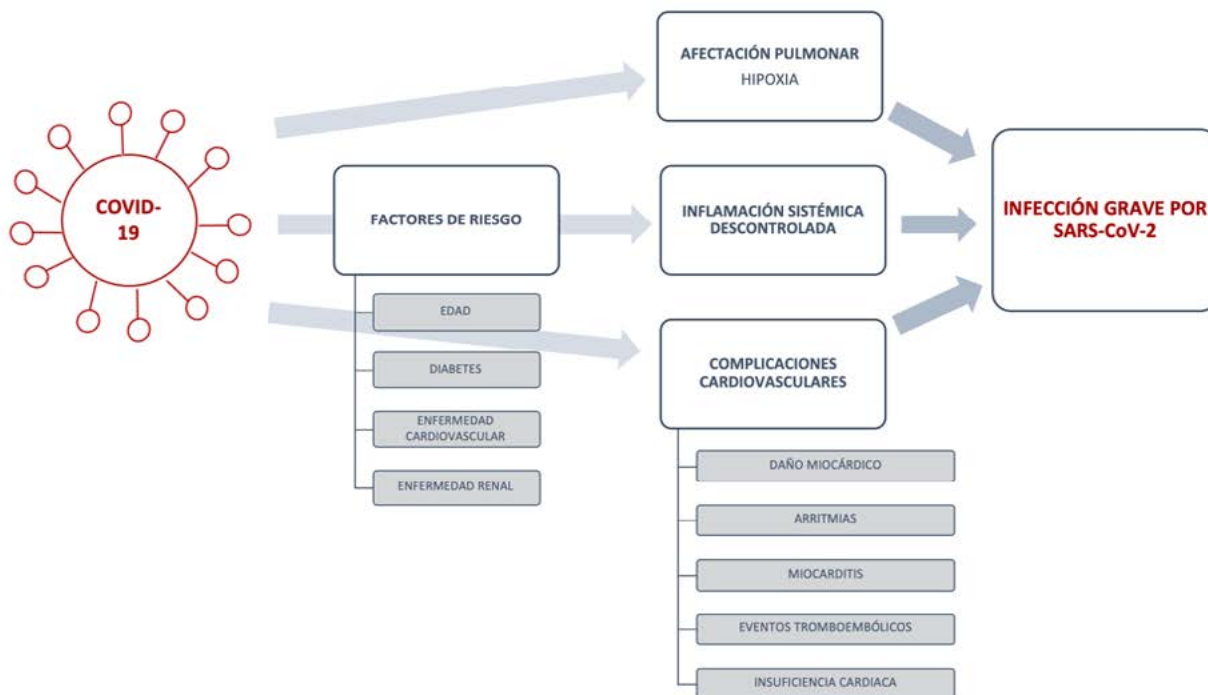 COVID-
19
AFECTACIÓN PULMONAR
HIPOXIA
FACTORES DE RIESGO
EDAD
DIABETES
ENFERMEDAD
CARDIOVASCULAR
ENFERMEDAD RENAL
INFLAMACIÓN SISTÉMICA
DESCONTROLADA
COMPLICACIONES
CARDIOVASCULARES
DAÑO MIOCÁRDICO
ARRITMIAS
MIOCARDITIS
EVENTOS TROMBOEMBÓLICOS
INSUFICIENCIA CARDIACA
INFECCIÓN GRAVE POR
SARS-CoV-2